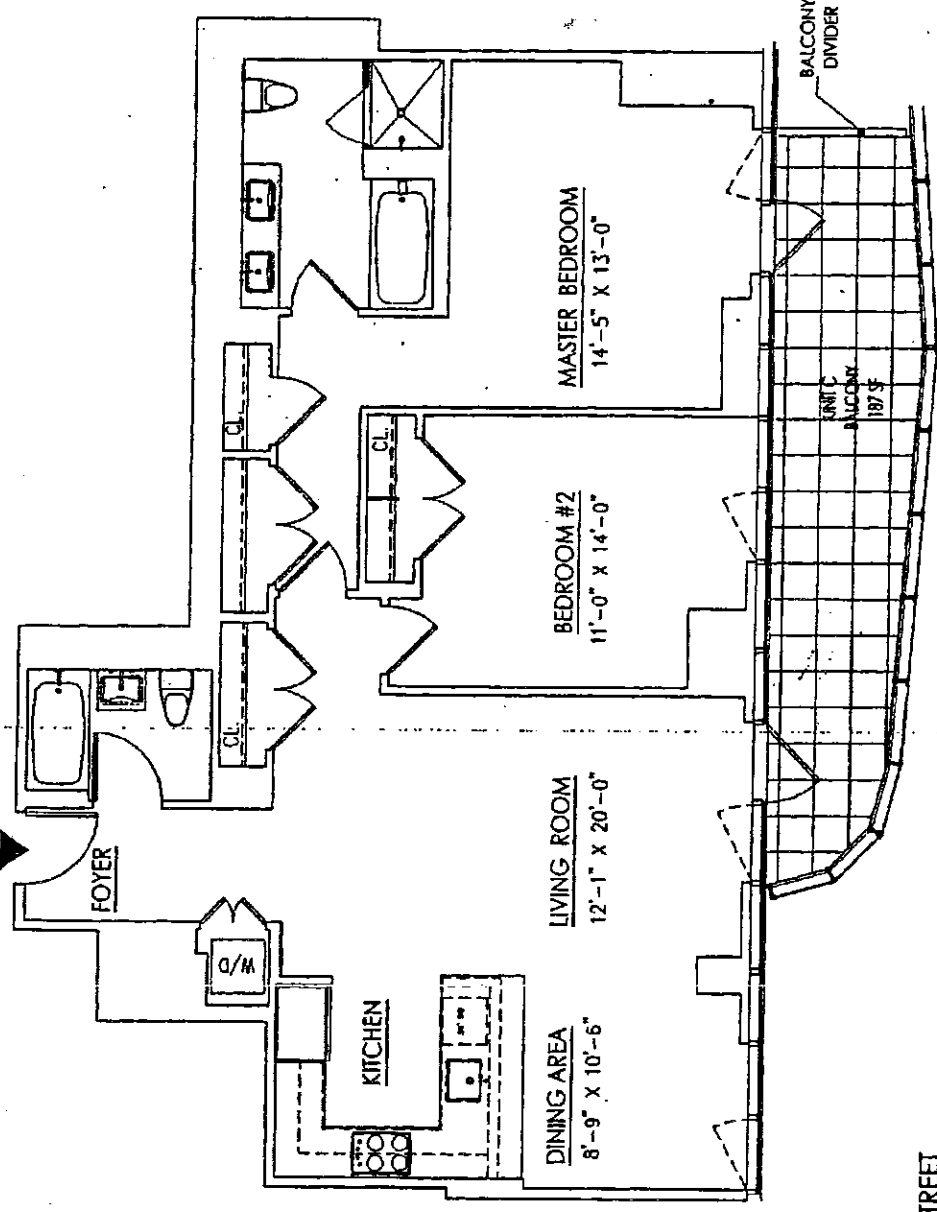 FOYER
W/D
CL.
CL.
CL.
KITCHEN
DINING AREA
8'-9" X 10'-6"
LIVING ROOM
12'-1" X 20'-0"
BEDROOM #2
11'-0" X 14'-0"
MASTER BEDROOM
14'-5" X 13'-0"
UNIT C
BALCONY
187 SF
BALCONY
DIVIDER